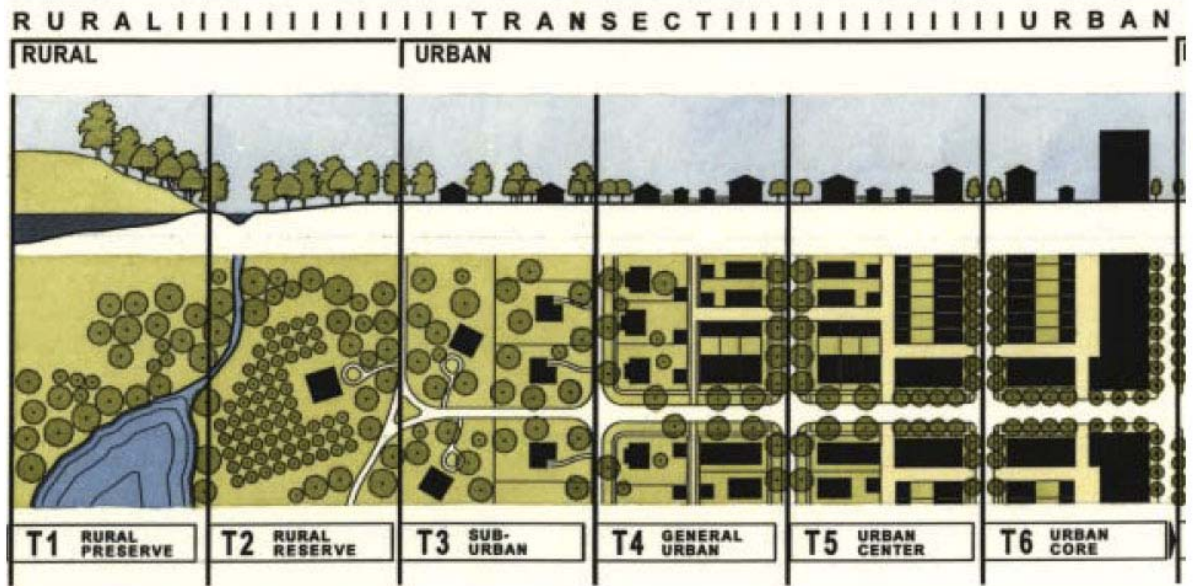 RURAL I I I I I I I I I I I I T R A N S E C T I I I I I I I I I I I I URBAN
RURAL
URBAN
T1 RURAL PRESERVE
T2 RURAL RESERVE
T3 SUB-URBAN
T4 GENERAL URBAN
T5 URBAN CENTER
T6 URBAN CORE